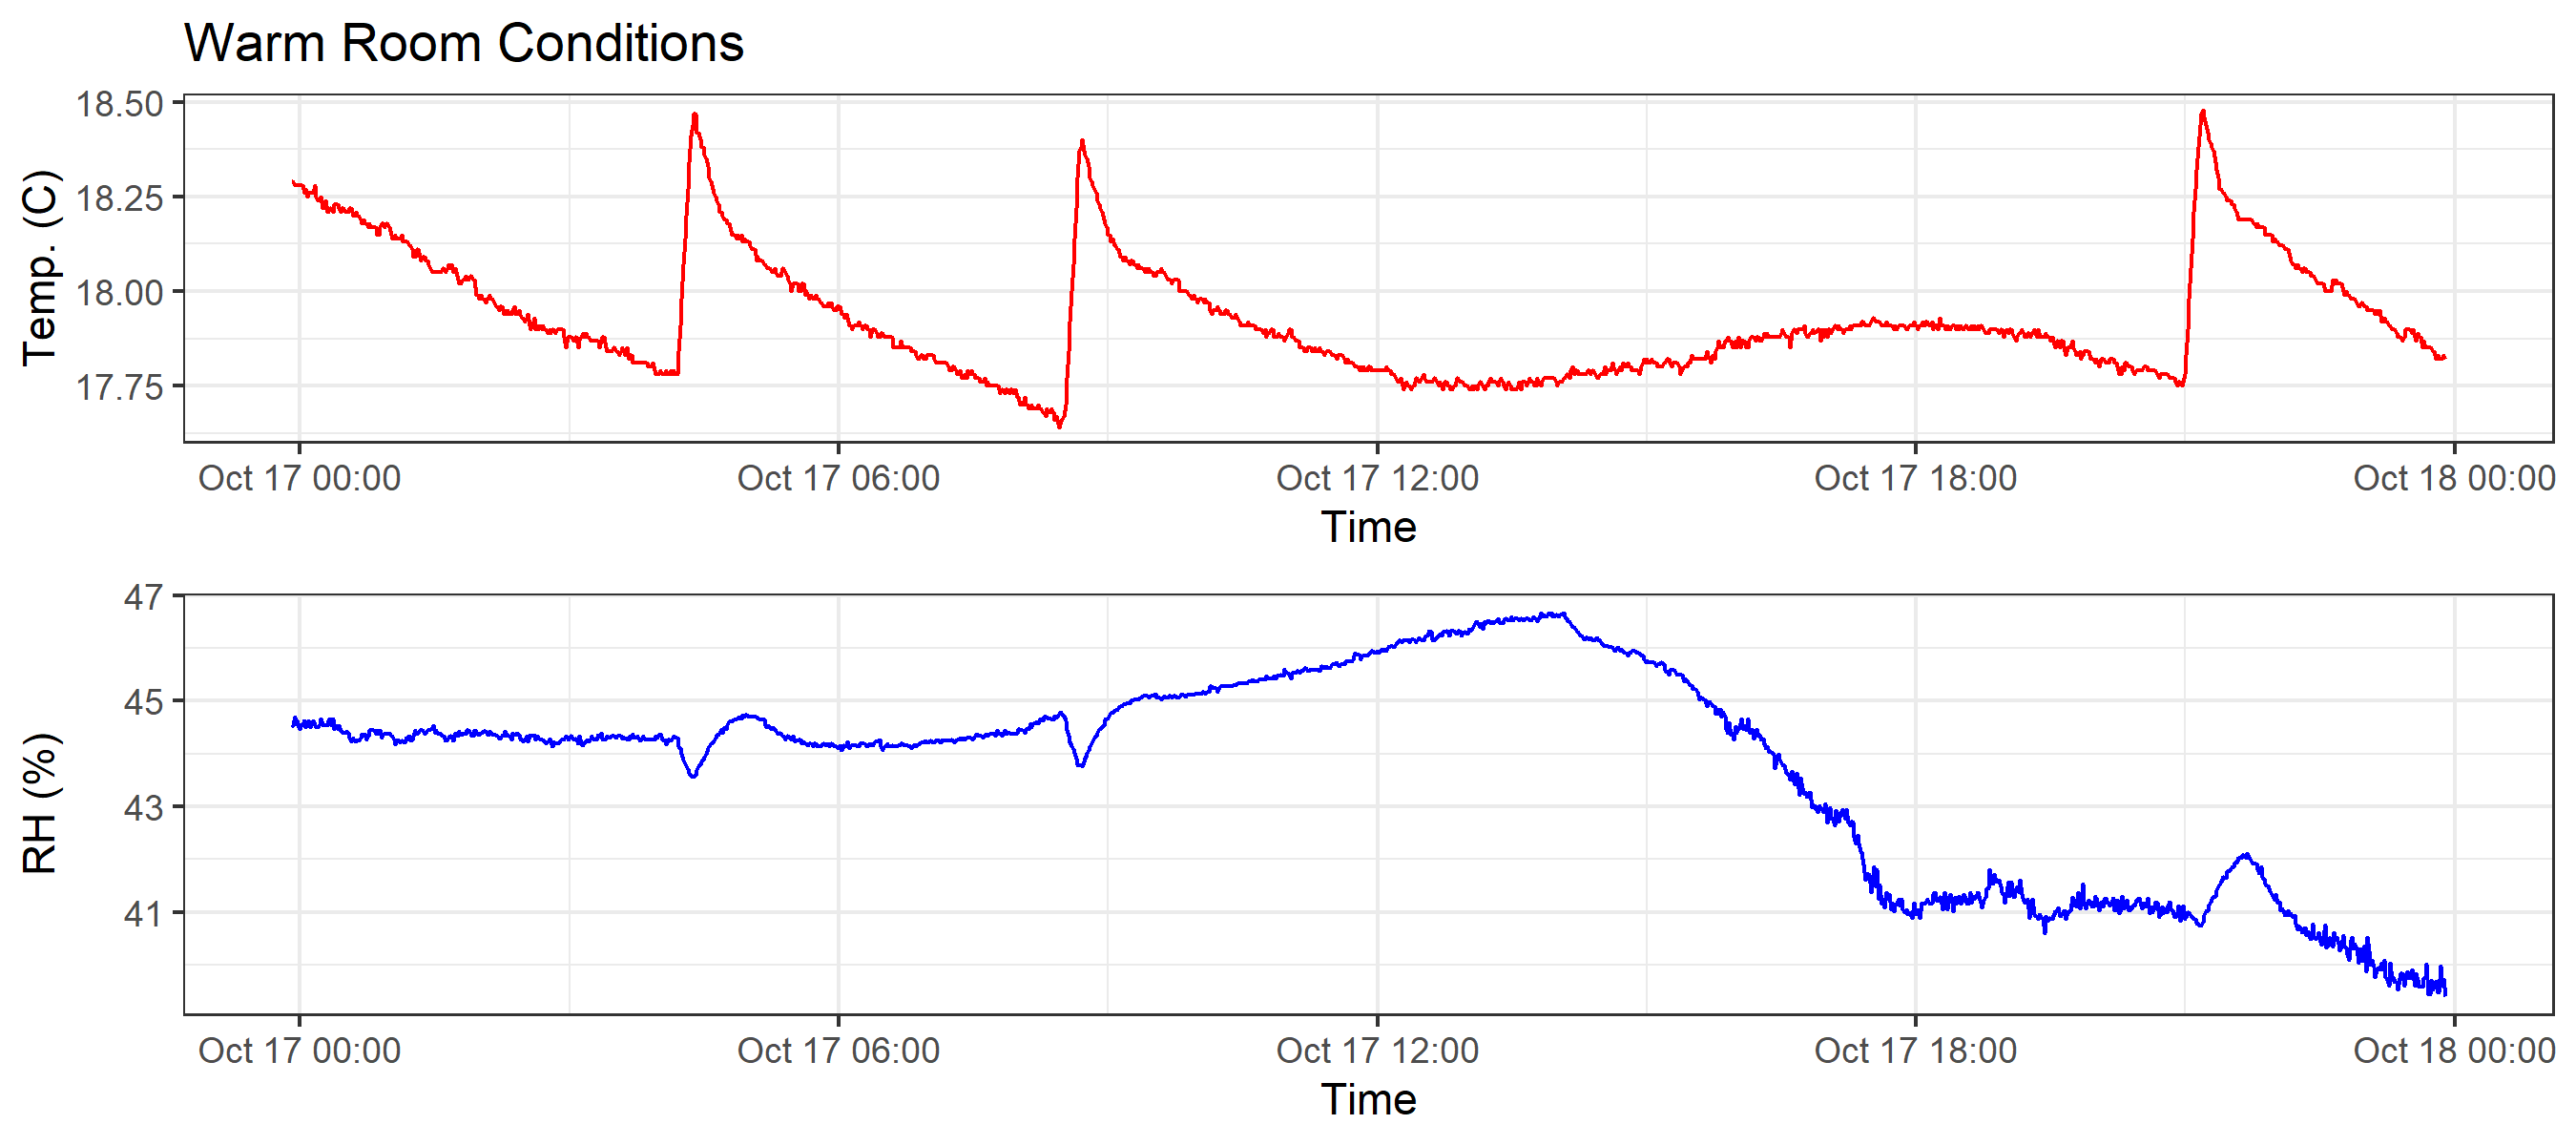 Warm Room Conditions
Temp. (C)
18.50
18.25
18.00
17.75
Oct 17 00:00 Oct 17 06:00 Oct 17 12:00 Oct 17 18:00 Oct 18 00:00
Time
RH (%)
47
45
43
41
Oct 17 00:00 Oct 17 06:00 Oct 17 12:00 Oct 17 18:00 Oct 18 00:00
Time